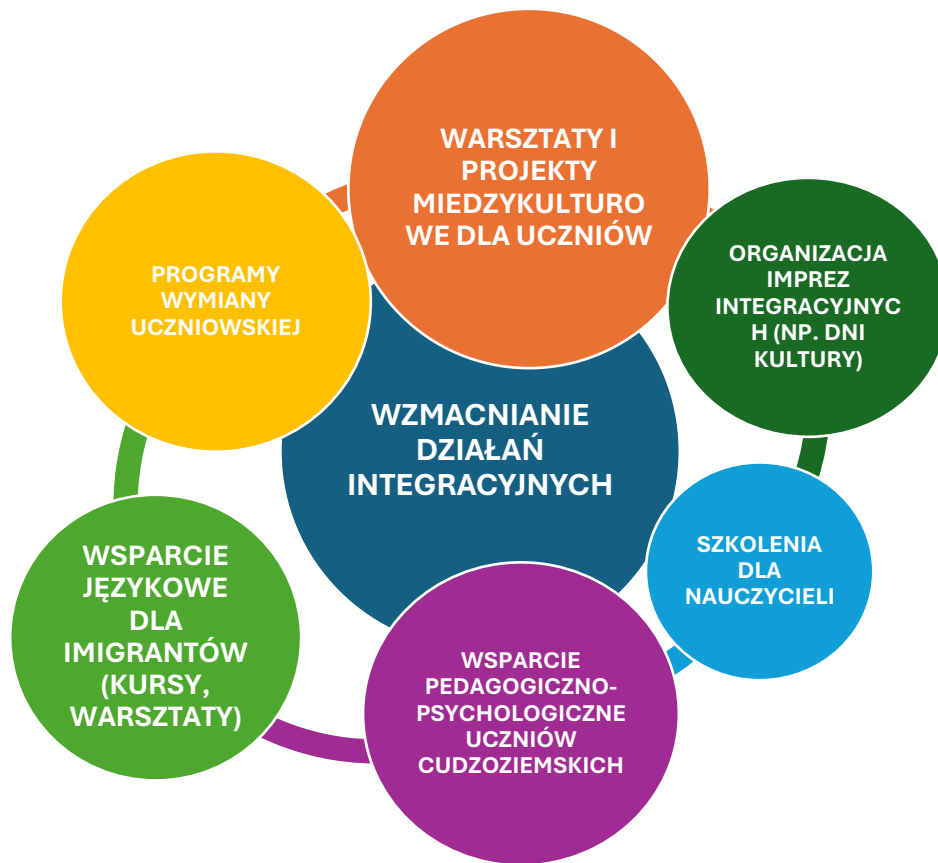 WARSZTATY I
PROJEKTY
MIEDZYKULTURO
WE DLA UCZNIÓW
ORGANIZACJA
IMPREZ
INTEGRACYJNYC
H (NP. DNI
KULTURY)
SZKOLENIA
DLA
NAUCZYCIELI
WSPARCIE
PEDAGOGICZNO-
PSYCHOLOGICZNE
UCZNIÓW
CUDZOZIEMSKICH
WSPARCIE
JĘZYKOWE
DLA
IMIGRANTÓW
(KURSY,
WARSZTATY)
PROGRAMY
WYMIANY
UCZNIOWSKIEJ
WZMACNIANIE
DZIAŁAŃ
INTEGRACYJNYCH